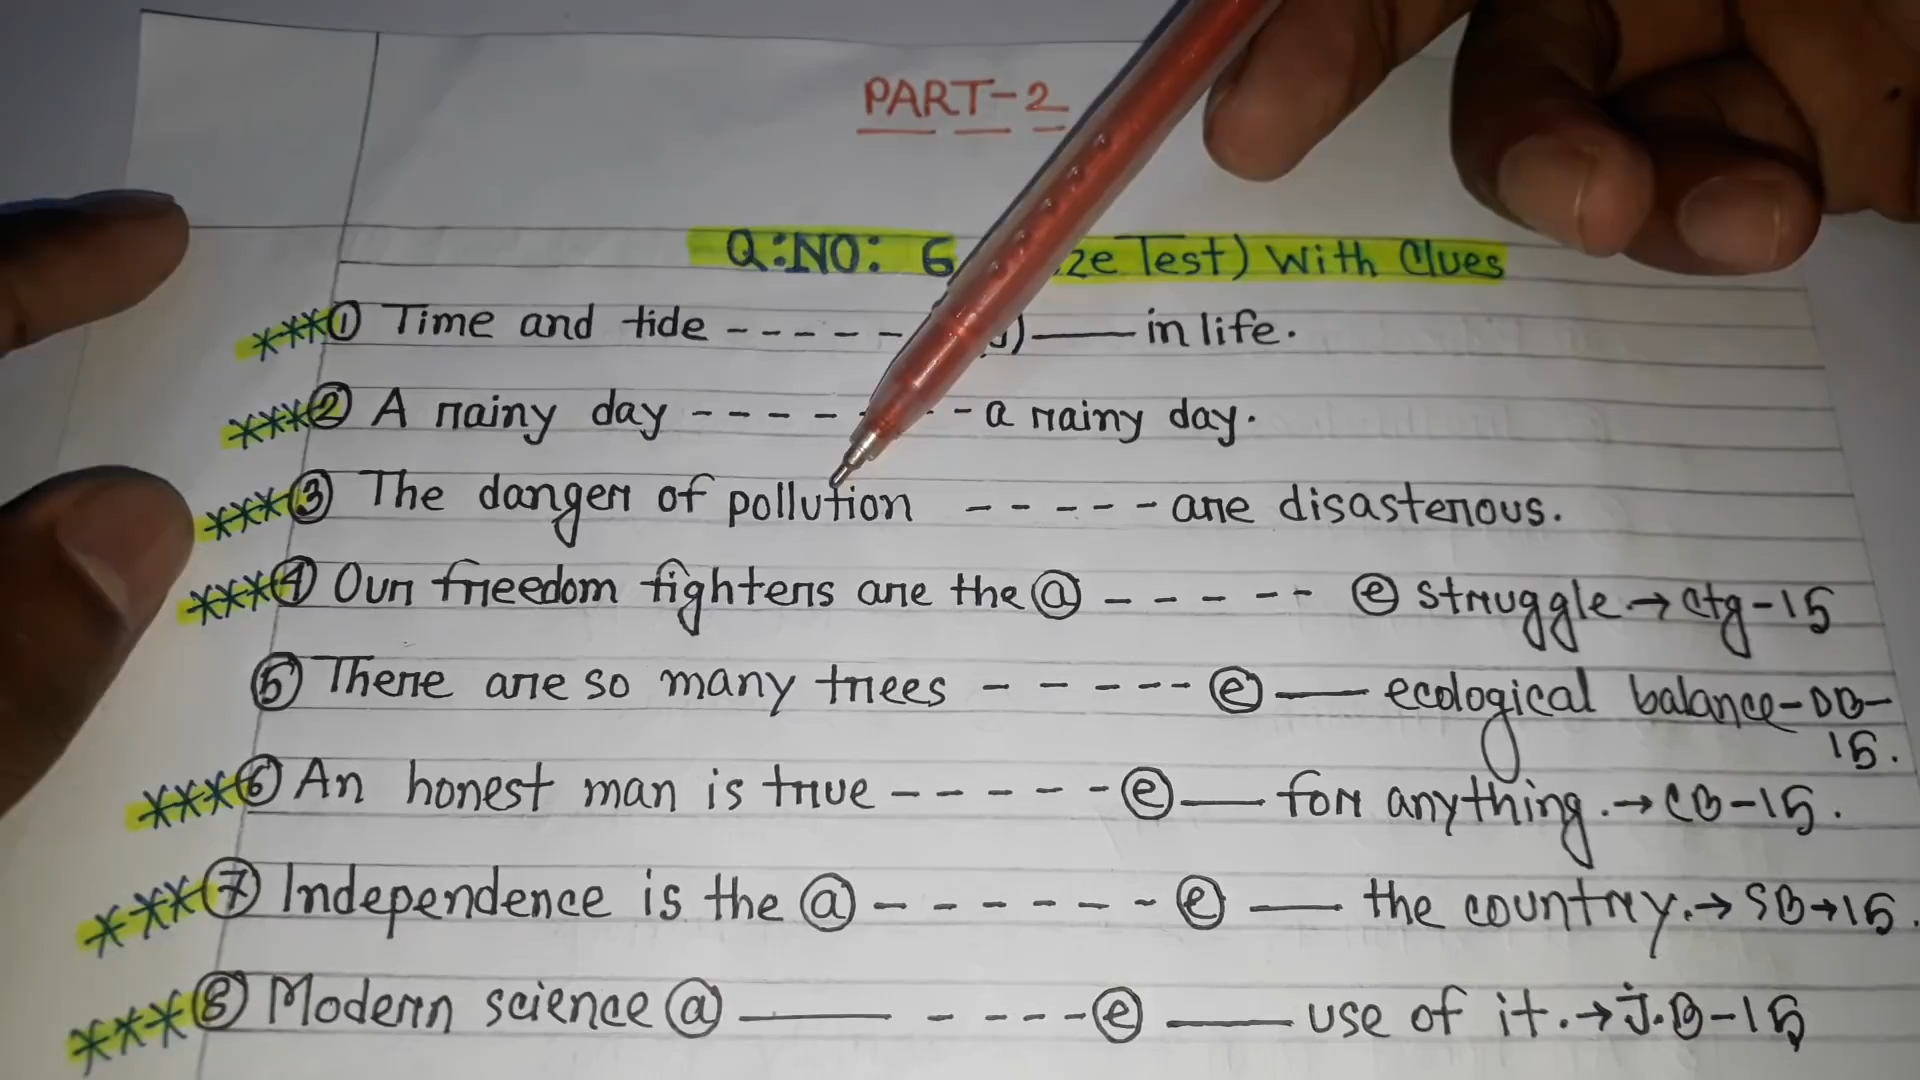 PART-2
Q:NO: 6 ze Test) With Clues
***① Time and tide ----- ) —— in life.
***② A rainy day ------- a rainy day.
***③ The danger of pollution ----- are disasterous.
***④ Our freedom fighters are the ⓐ ------ ⓔ struggle → Ctg-15
⑤ There are so many trees ------ ⓔ —— ecological balance-DB-
15.
***⑥ An honest man is true ------ ⓔ —— for anything. → CB-15.
***⑦ Independence is the ⓐ ------- ⓔ —— the country. → SB→15.
***⑧ Modern science ⓐ —— ---- ⓔ —— use of it. → J.B-15